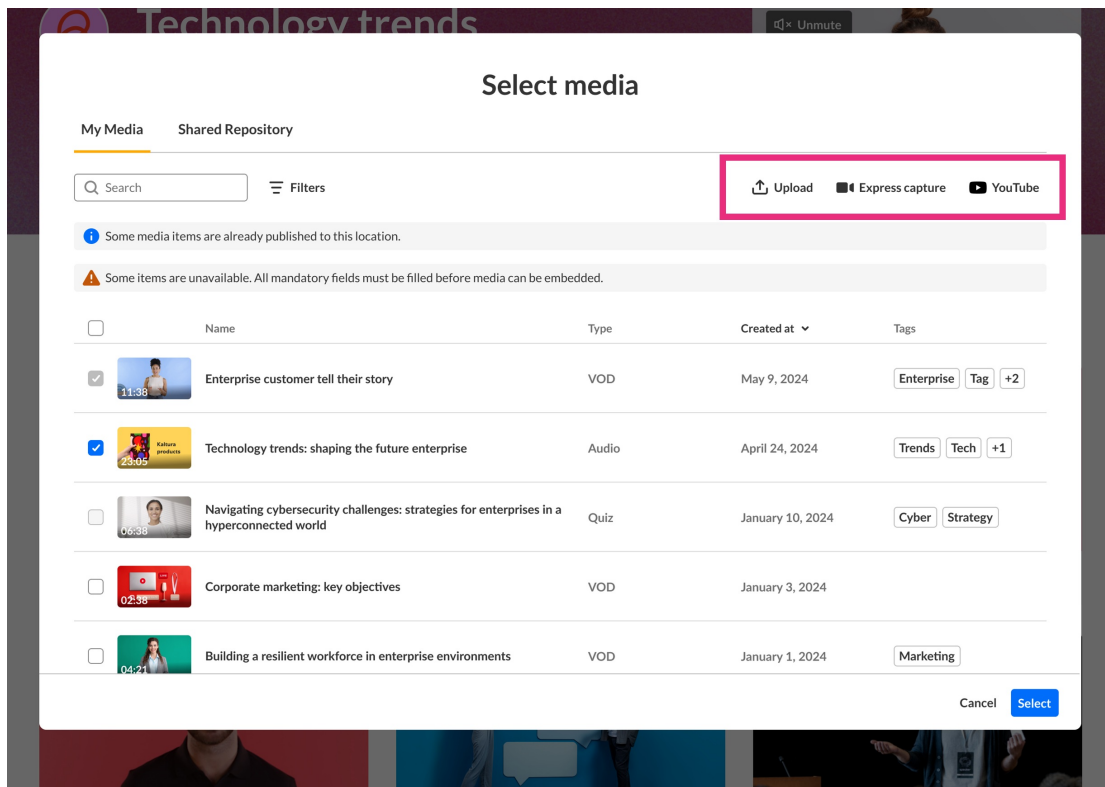 Technology trends
Unmute
Select media
My Media Shared Repository
Search Filters Upload Express capture YouTube
Some media items are already published to this location.
Some items are unavailable. All mandatory fields must be filled before media can be embedded.
Name Type Created at Tags
11:38 Enterprise customer tell their story VOD May 9, 2024 Enterprise Tag +2
Kaltura
products
23:05 Technology trends: shaping the future enterprise Audio April 24, 2024 Trends Tech +1
06:38 Navigating cybersecurity challenges: strategies for enterprises in a
hyperconnected world Quiz January 10, 2024 Cyber Strategy
02:38 Corporate marketing: key objectives VOD January 3, 2024
04:21 Building a resilient workforce in enterprise environments VOD January 1, 2024 Marketing
Cancel Select